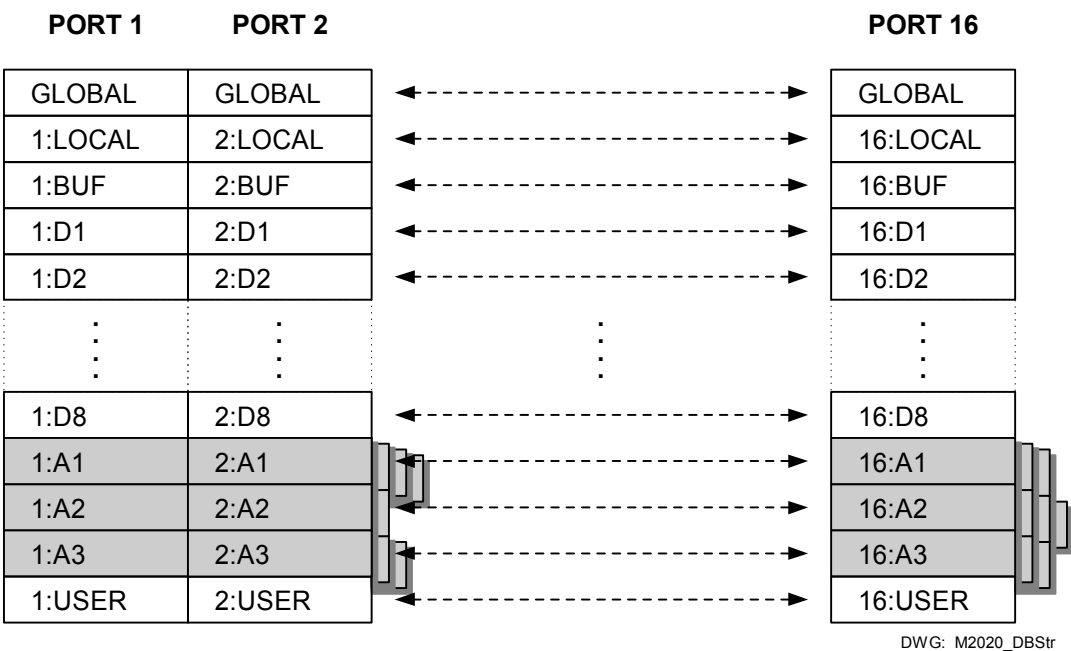 PORT 1 PORT 2 PORT 16
GLOBAL GLOBAL GLOBAL
1:LOCAL 2:LOCAL 16:LOCAL
1:BUF 2:BUF 16:BUF
1:D1 2:D1 16:D1
1:D2 2:D2 16:D2
1:D8 2:D8 16:D8
1:A1 2:A1 16:A1
1:A2 2:A2 16:A2
1:A3 2:A3 16:A3
1:USER 2:USER 16:USER
DWG: M2020_DBStr